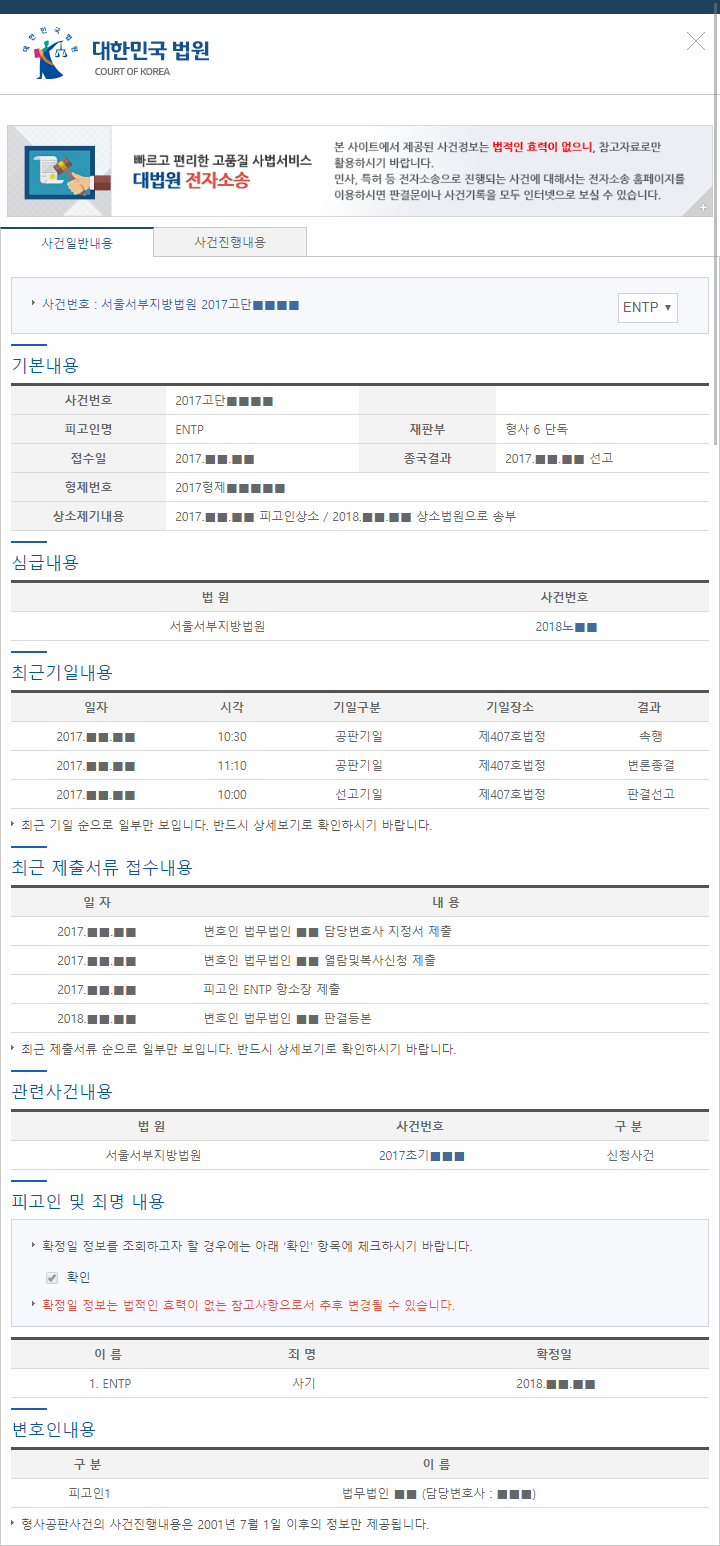 대한민국법원
대한민국 법원
COURT OF KOREA
빠르고 편리한 고품질 사법서비스
대법원 전자소송
본 사이트에서 제공된 사건정보는 법적인 효력이 없으니, 참고자료로만
활용하시기 바랍니다.
민사, 특허 등 전자소송으로 진행되는 사건에 대해서는 전자소송 홈페이지를
이용하시면 판결문이나 사건기록을 모두 인터넷으로 보실 수 있습니다.
사건일반내용 사건진행내용
사건번호 : 서울서부지방법원 2017고단■■■■ ENTP ▼
기본내용
사건번호 2017고단■■■■
피고인명 ENTP 재판부 형사 6 단독
접수일 2017.■■.■■ 종국결과 2017.■■.■■ 선고
형제번호 2017형제■■■■■
상소제기내용 2017.■■.■■ 피고인상소 / 2018.■■.■■ 상소법원으로 송부
심급내용
법 원 사건번호
서울서부지방법원 2018노■■
최근기일내용
일자 시각 기일구분 기일장소 결과
2017.■■.■■ 10:30 공판기일 제407호법정 속행
2017.■■.■■ 11:10 공판기일 제407호법정 변론종결
2017.■■.■■ 10:00 선고기일 제407호법정 판결선고
최근 기일 순으로 일부만 보입니다. 반드시 상세보기로 확인하시기 바랍니다.
최근 제출서류 접수내용
일 자 내 용
2017.■■.■■ 변호인 법무법인 ■■ 담당변호사 지정서 제출
2017.■■.■■ 변호인 법무법인 ■■ 열람및복사신청 제출
2017.■■.■■ 피고인 ENTP 항소장 제출
2018.■■.■■ 변호인 법무법인 ■■ 판결등본
최근 제출서류 순으로 일부만 보입니다. 반드시 상세보기로 확인하시기 바랍니다.
관련사건내용
법 원 사건번호 구 분
서울서부지방법원 2017초기■■■ 신청사건
피고인 및 죄명 내용
확정일 정보를 조회하고자 할 경우에는 아래 '확인' 항목에 체크하시기 바랍니다.
확인
확정일 정보는 법적인 효력이 없는 참고사항으로서 추후 변경될 수 있습니다.
이 름 죄 명 확정일
1. ENTP 사기 2018.■■.■■
변호인내용
구 분 이 름
피고인1 법무법인 ■■ (담당변호사 : ■■■)
형사공판사건의 사건진행내용은 2001년 7월 1일 이후의 정보만 제공됩니다.